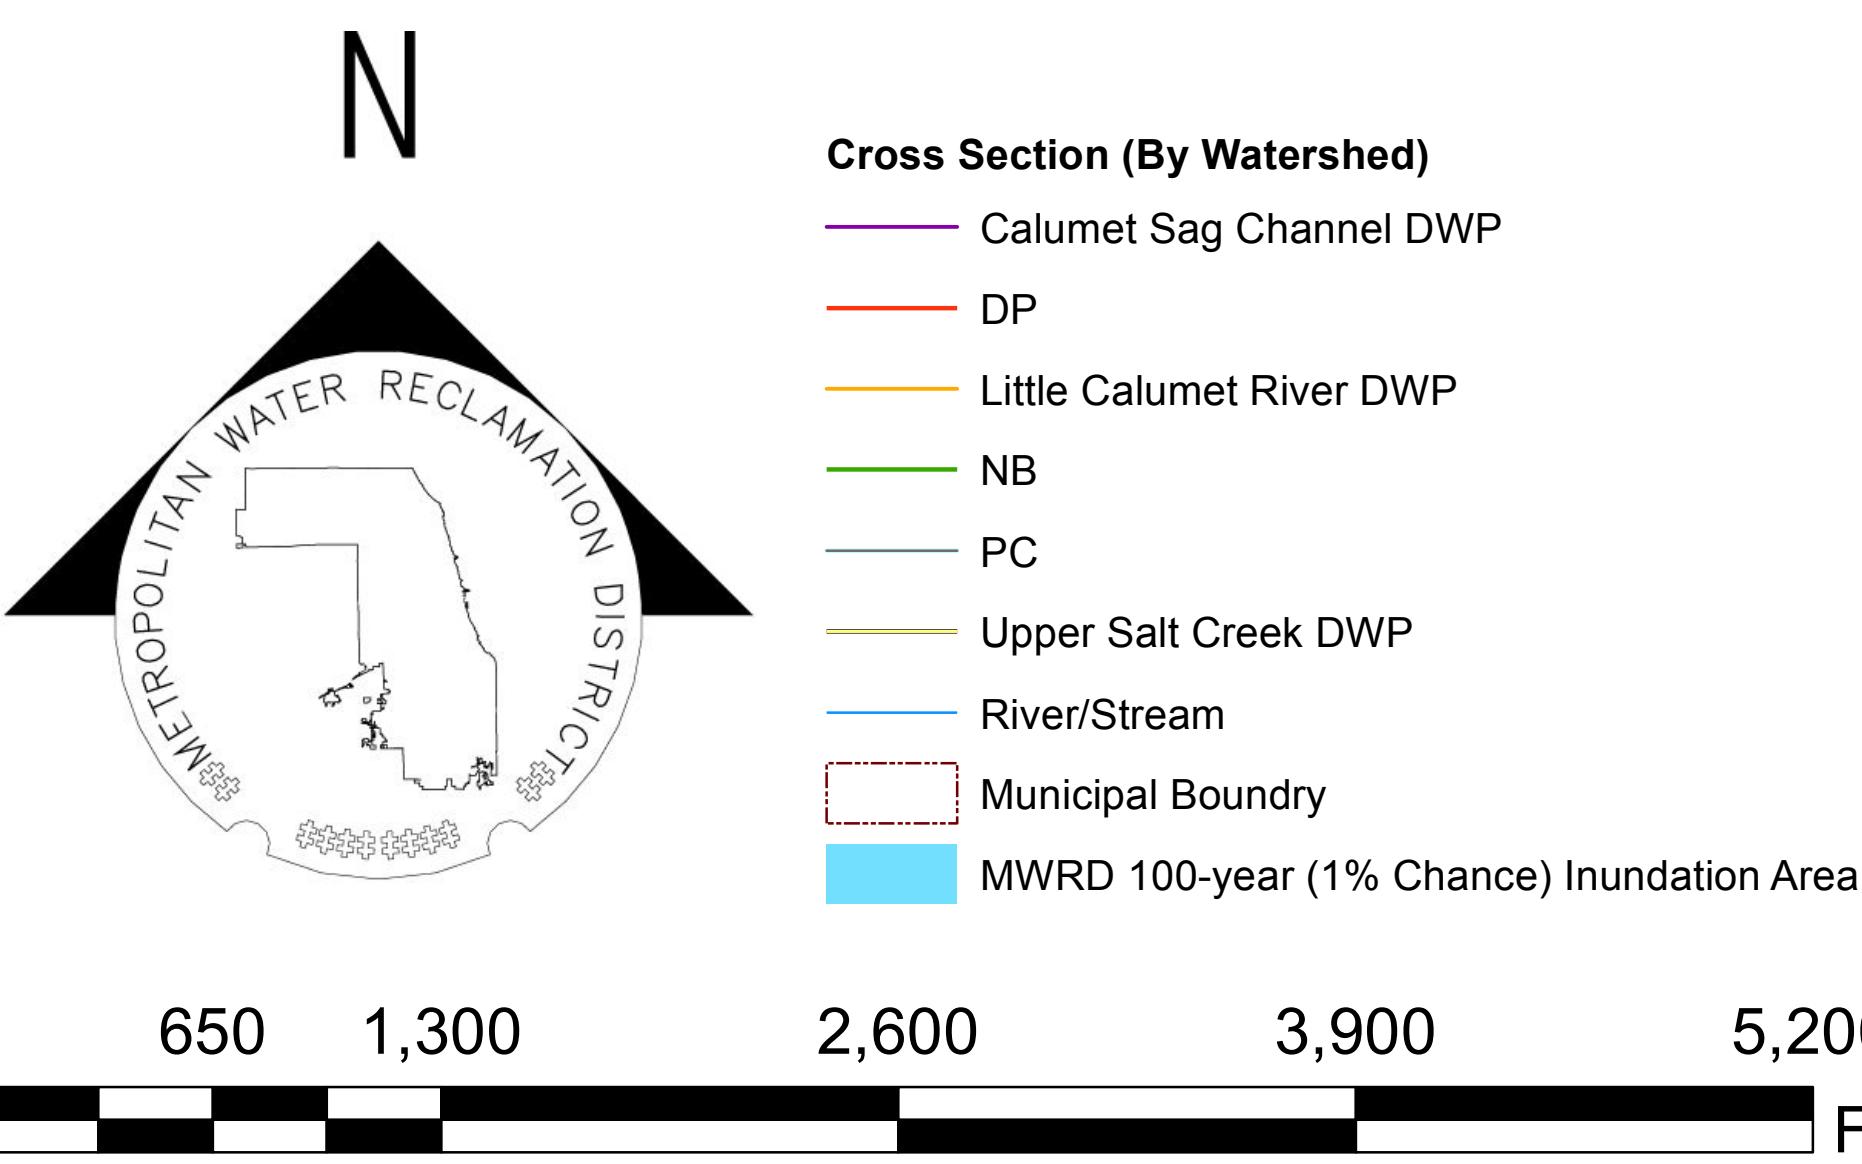 N
METROPOLITAN WATER RECLAMATION DISTRICT
Cross Section (By Watershed)
Calumet Sag Channel DWP
DP
Little Calumet River DWP
NB
PC
Upper Salt Creek DWP
River/Stream
Municipal Boundry
MWRD 100-year (1% Chance) Inundation Area
650 1,300 2,600 3,900 5,200
F